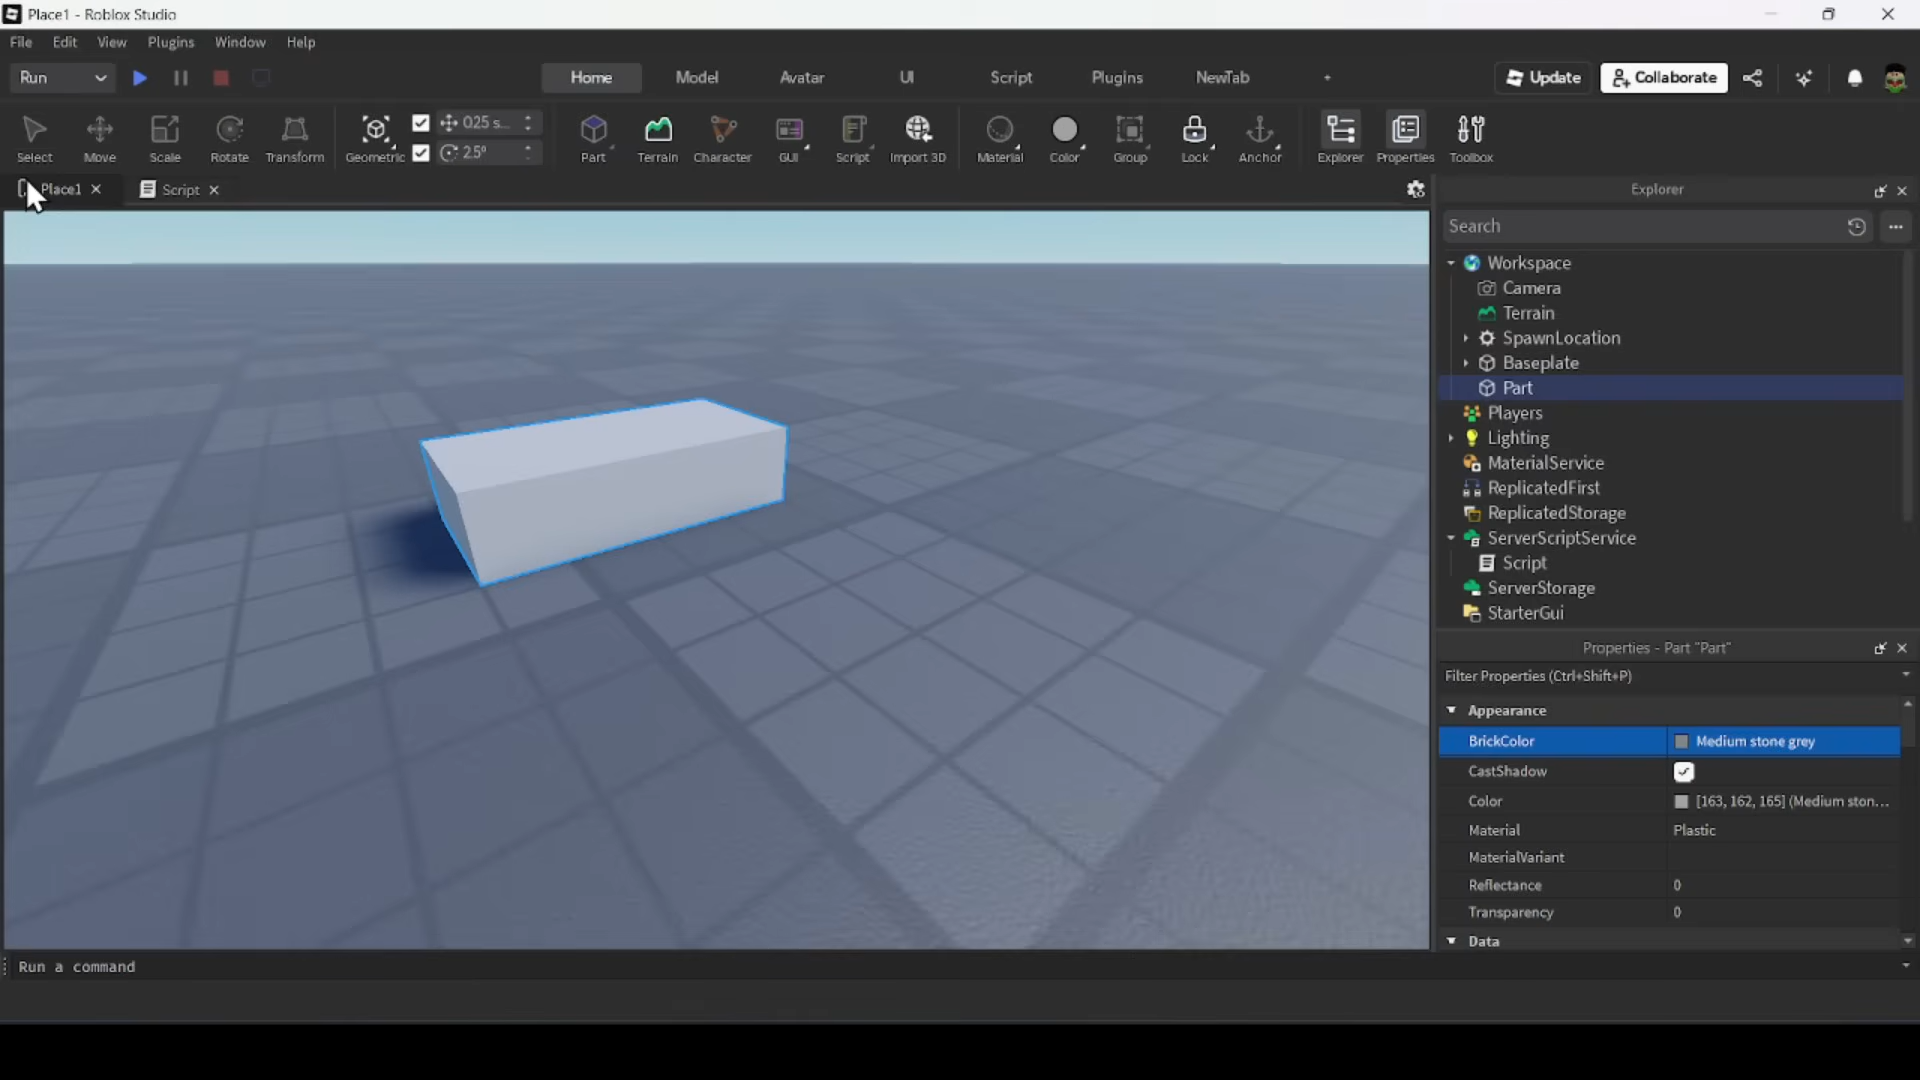 Place1 - Roblox Studio
File Edit View Plugins Window Help
Run Home Model Avatar UI Script Plugins NewTab + Update Collaborate
0.25 s...
2.5°
Select Move Scale Rotate Transform Geometric Part Terrain Character GUI Script Import 3D Material Color Group Lock Anchor Explorer Properties Toolbox
Place1 Script
Explorer
Search
Workspace
Camera
Terrain
SpawnLocation
Baseplate
Part
Players
Lighting
MaterialService
ReplicatedFirst
ReplicatedStorage
ServerScriptService
Script
ServerStorage
StarterGui
Properties - Part "Part"
Filter Properties (Ctrl+Shift+P)
Appearance
BrickColor Medium stone grey
CastShadow
Color [163, 162, 165] (Medium ston...
Material Plastic
MaterialVariant
Reflectance 0
Transparency 0
Data
Run a command